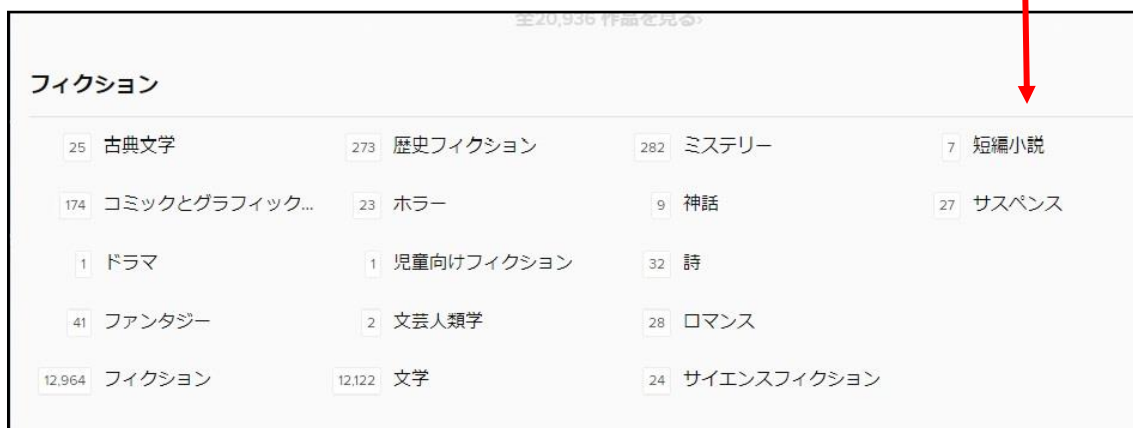 全20,936 作品を見る›
フィクション
25 古典文学
273 歴史フィクション
282 ミステリー
7 短編小説
174 コミックとグラフィック...
23 ホラー
9 神話
27 サスペンス
1 ドラマ
1 児童向けフィクション
32 詩
41 ファンタジー
2 文芸人類学
28 ロマンス
12,964 フィクション
12,122 文学
24 サイエンスフィクション